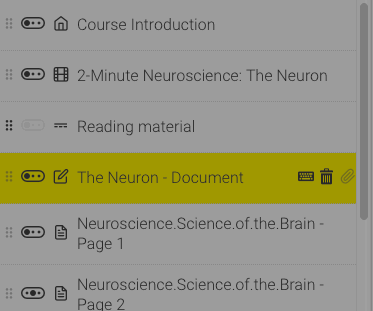 Course Introduction
2-Minute Neuroscience: The Neuron
Reading material
The Neuron - Document
Neuroscience.Science.of.the.Brain -
Page 1
Neuroscience.Science.of.the.Brain -
Page 2